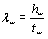 λ_w = h_w / t_w